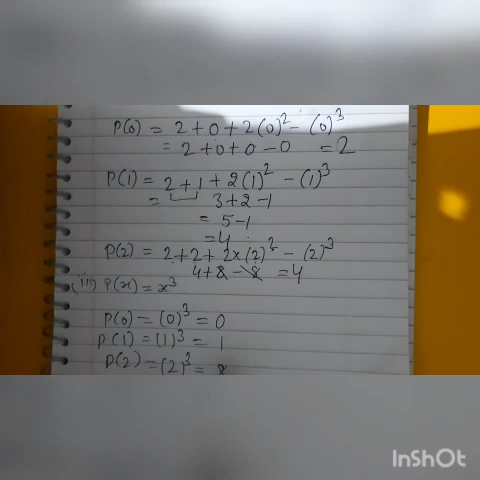 P(0) = 2+0+2(0)² - (0)³
= 2+0+0-0 = 2
P(1) = 2+1+2(1)² - (1)³
= 3+2-1
= 5-1
=4
P(2) = 2+2+2×(2)² - (2)³
4+8-8 =4
(iii) P(x) = x³
P(0) = (0)³ = 0
P(1) = (1)³ = 1
P(2) = (2)³ = 8
InShOt